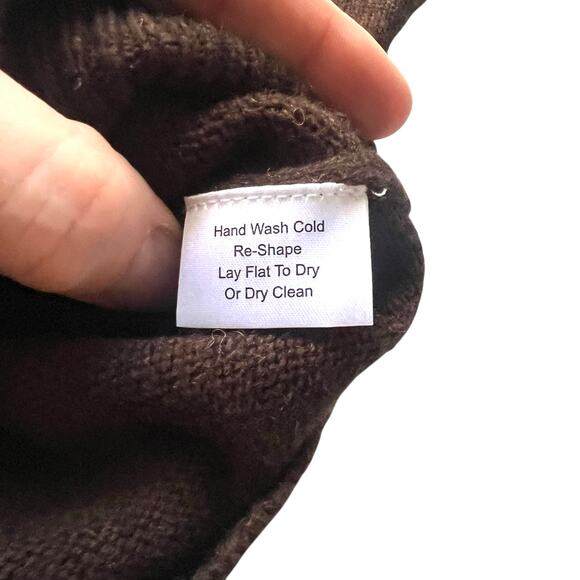 Hand Wash Cold
Re-Shape
Lay Flat To Dry
Or Dry Clean